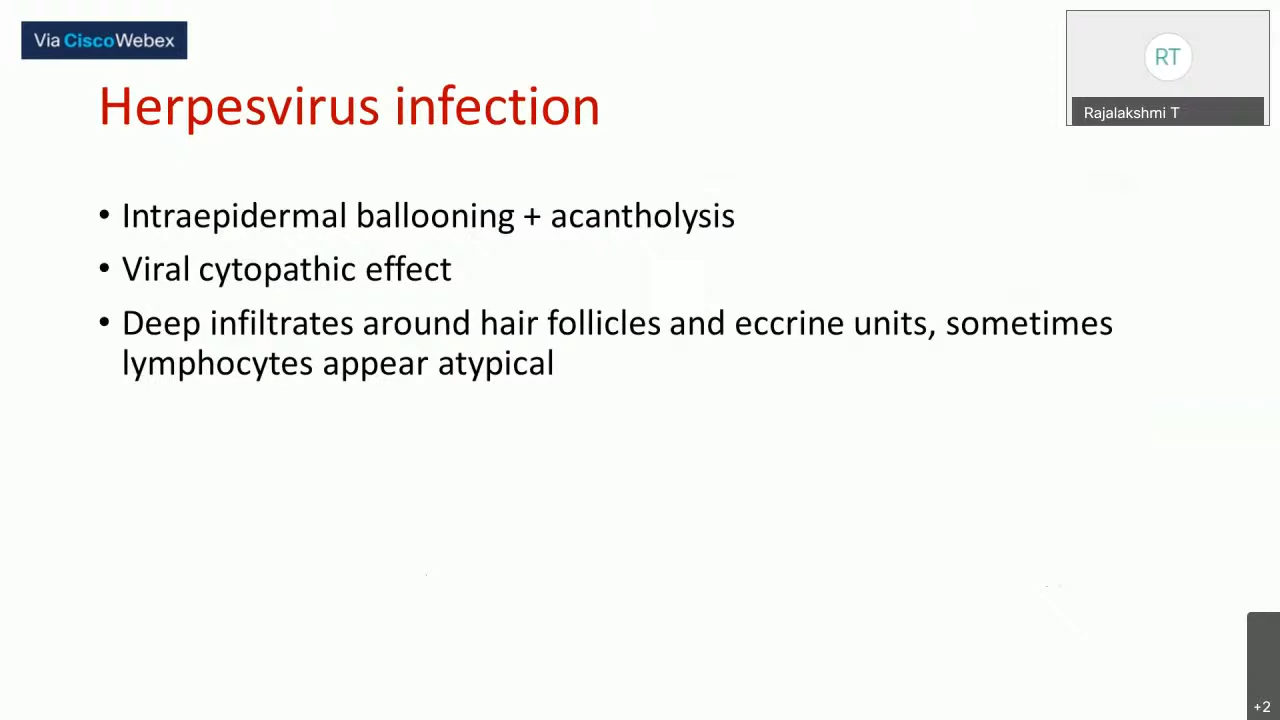 Via CiscoWebex
RT
Rajalakshmi T
Herpesvirus infection
• Intraepidermal ballooning + acantholysis
• Viral cytopathic effect
• Deep infiltrates around hair follicles and eccrine units, sometimes
lymphocytes appear atypical
+2